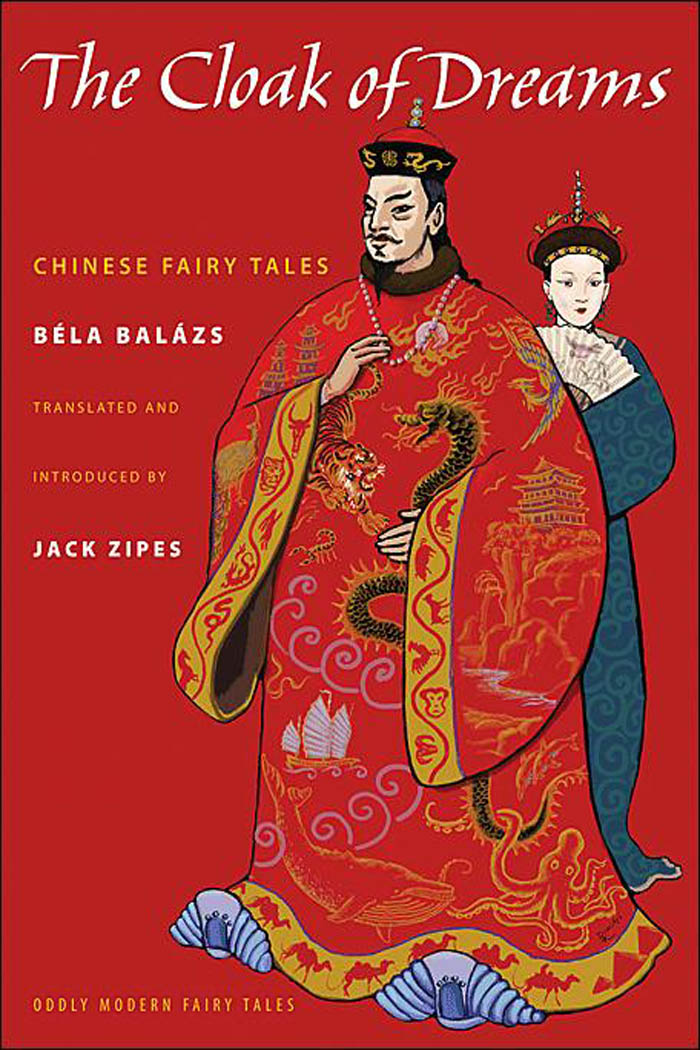 The Cloak of Dreams
CHINESE FAIRY TALES
BÉLA BALÁZS
TRANSLATED AND
INTRODUCED BY
JACK ZIPES
ODDLY MODERN FAIRY TALES